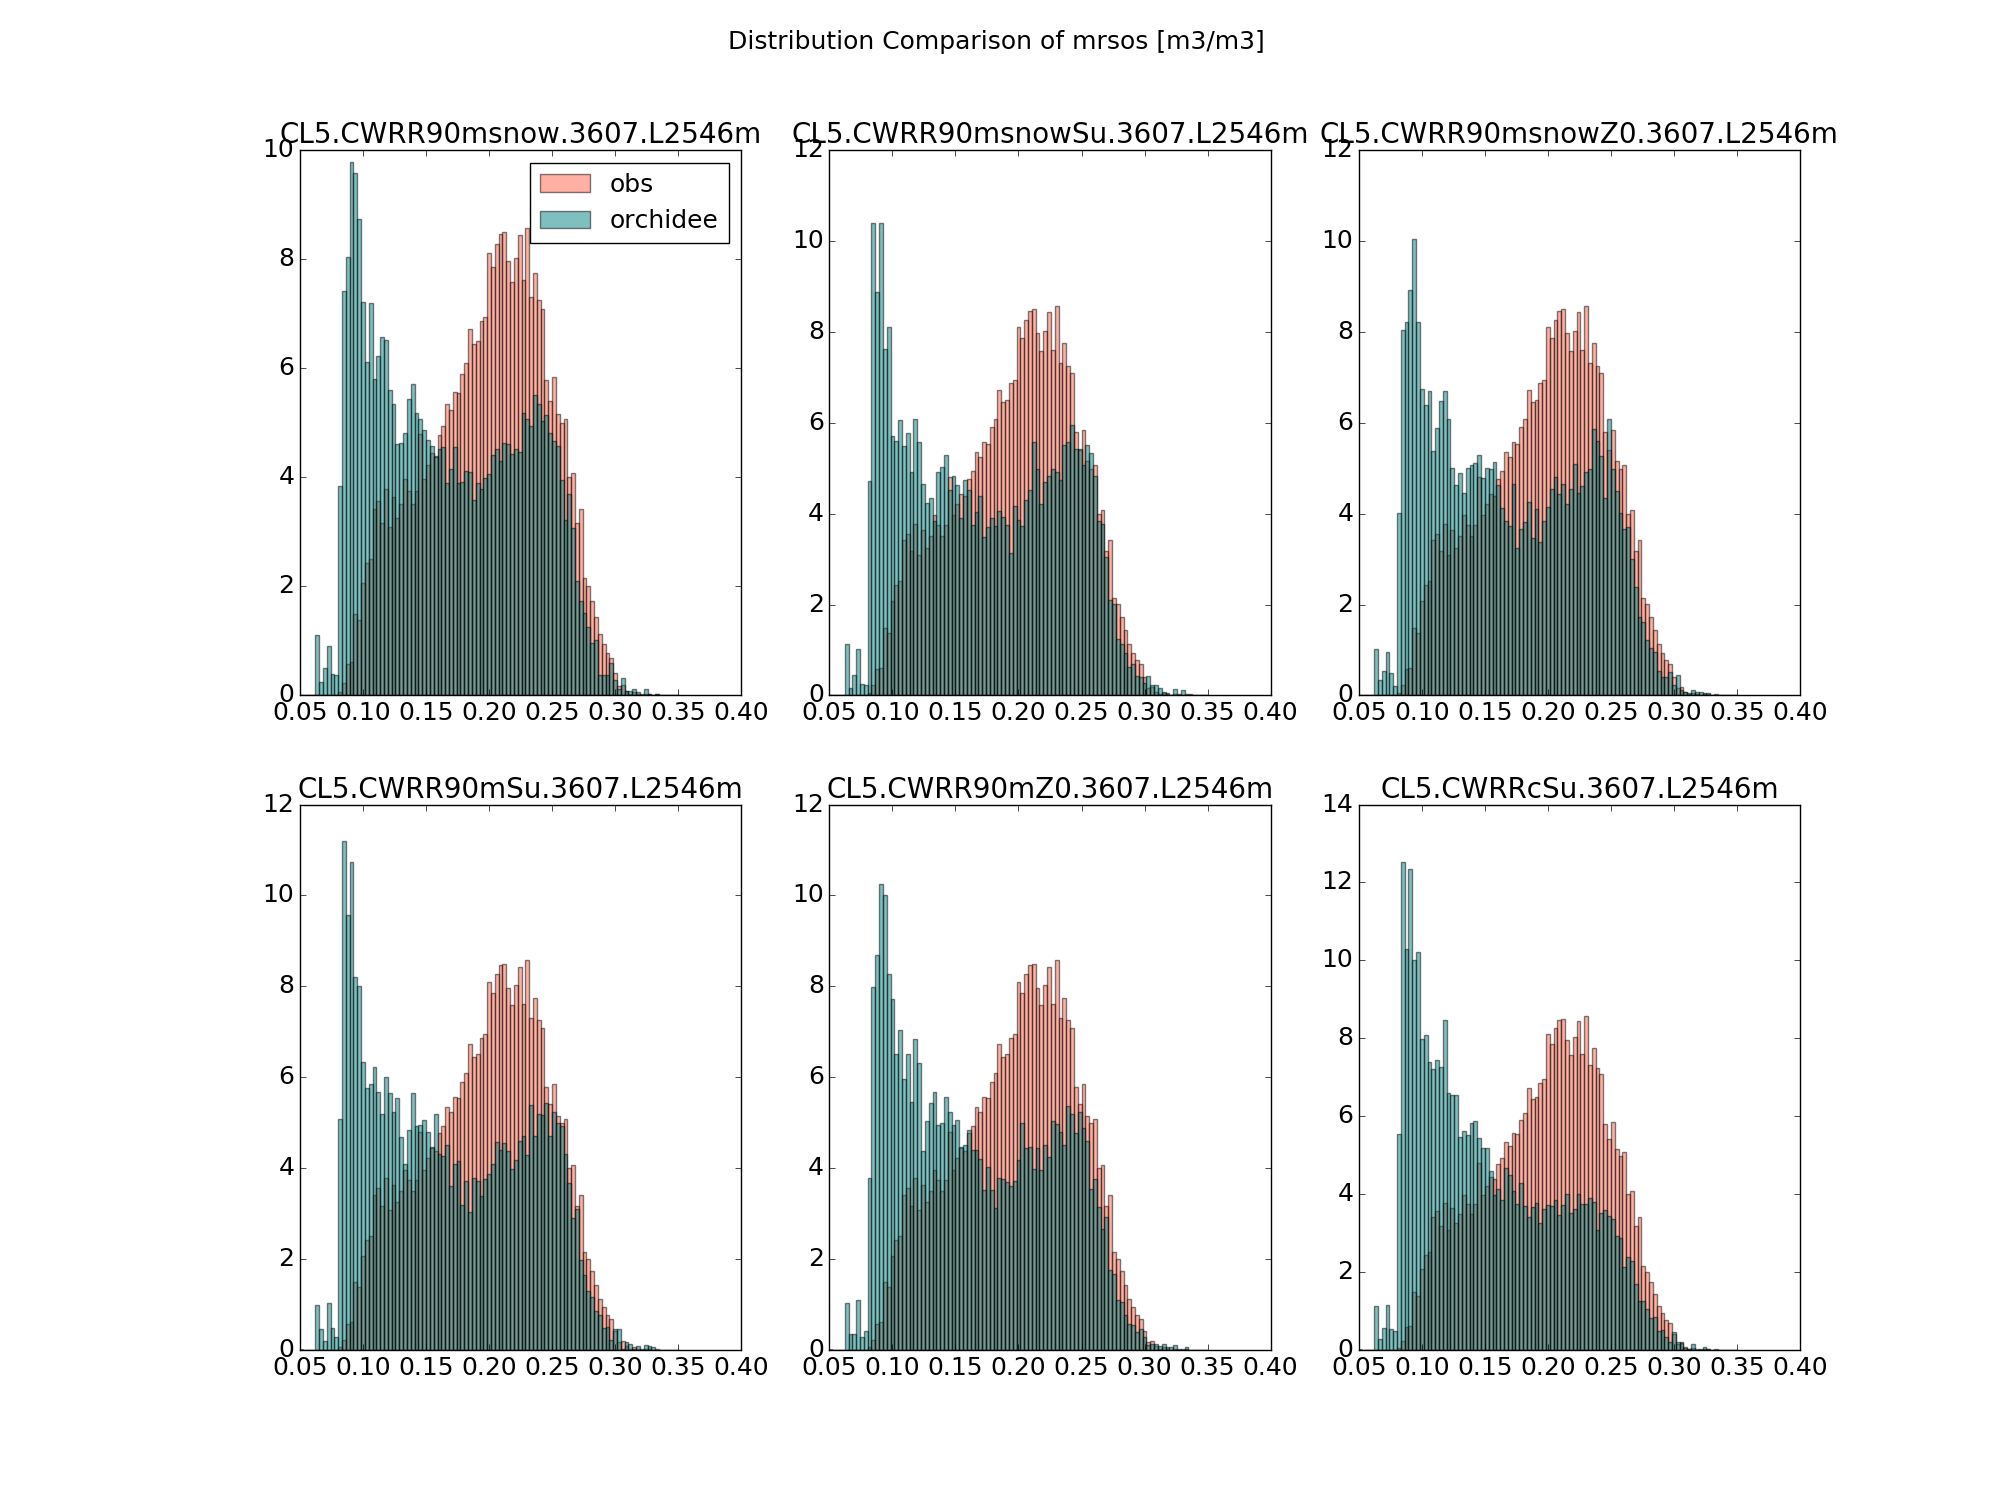 Distribution Comparison of mrsos [m3/m3]
CL5.CWRR90msnow.3607.L2546m
10
8
6
4
2
0
0.05 0.10 0.15 0.20 0.25 0.30 0.35 0.40
obs
orchidee
CL5.CWRR90msnowSu.3607.L2546m
12
10
8
6
4
2
0
0.05 0.10 0.15 0.20 0.25 0.30 0.35 0.40
CL5.CWRR90msnowZ0.3607.L2546m
12
10
8
6
4
2
0
0.05 0.10 0.15 0.20 0.25 0.30 0.35 0.40
CL5.CWRR90mSu.3607.L2546m
12
10
8
6
4
2
0
0.05 0.10 0.15 0.20 0.25 0.30 0.35 0.40
CL5.CWRR90mZ0.3607.L2546m
12
10
8
6
4
2
0
0.05 0.10 0.15 0.20 0.25 0.30 0.35 0.40
CL5.CWRRcSu.3607.L2546m
14
12
10
8
6
4
2
0
0.05 0.10 0.15 0.20 0.25 0.30 0.35 0.40